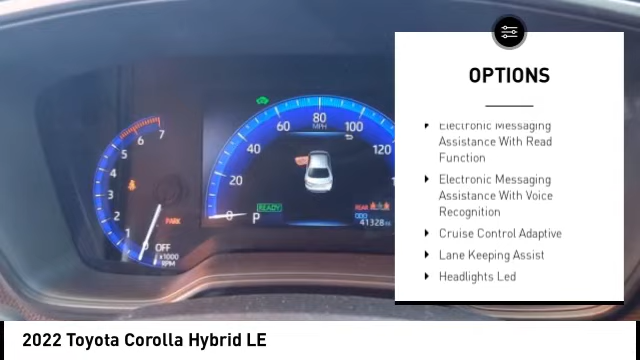 OPTIONS
Electronic Messaging
Assistance With Read
Function
Electronic Messaging
Assistance With Voice
Recognition
Cruise Control Adaptive
Lane Keeping Assist
Headlights Led
7
6
5
4
3
2
1
0
PARK
OFF
x1000
RPM
0
20
40
60
80
100
120
MPH
READY
P
REAR
41328
2022 Toyota Corolla Hybrid LE